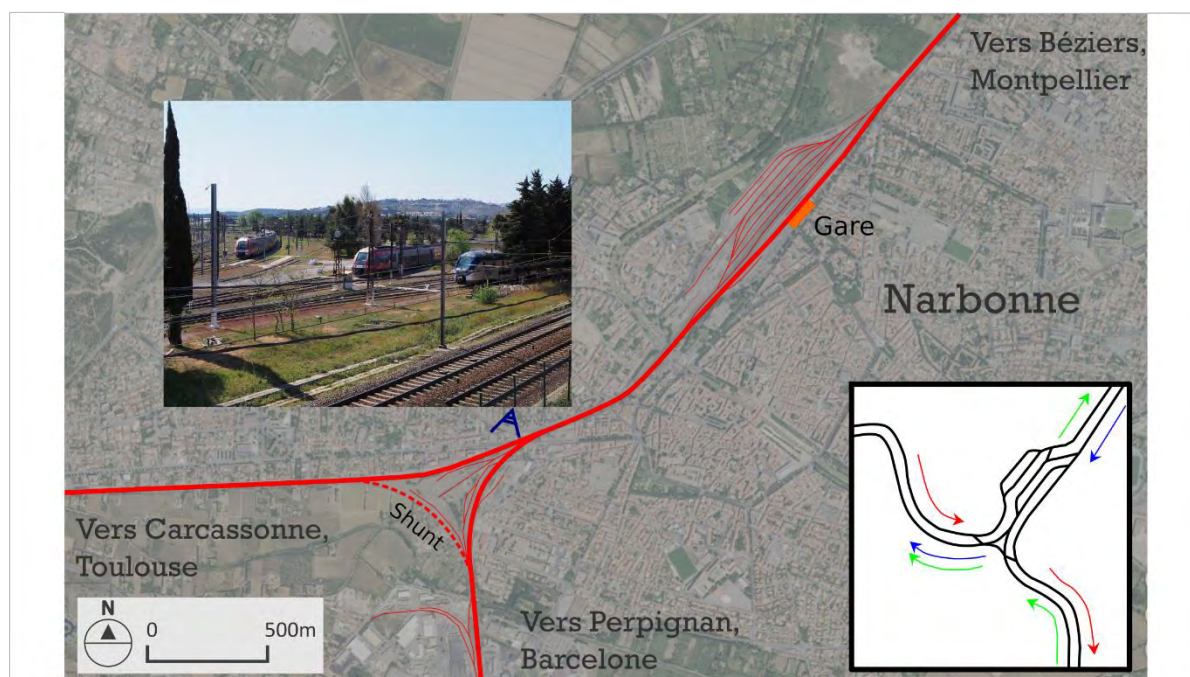 Vers Béziers,
Montpellier
Gare
Narbonne
Shunt
Vers Carcassonne,
Toulouse
N
0 500m
Vers Perpignan,
Barcelone